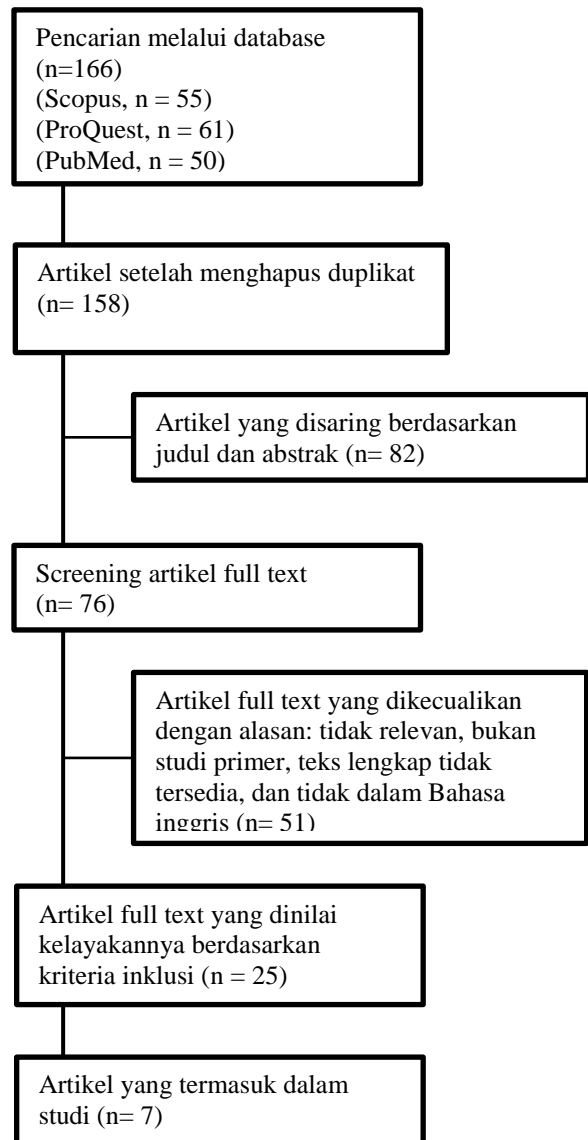 Pencarian melalui database
(n=166)
(Scopus, n = 55)
(ProQuest, n = 61)
(PubMed, n = 50)
Artikel setelah menghapus duplikat
(n= 158)
Artikel yang disaring berdasarkan
judul dan abstrak (n= 82)
Screening artikel full text
(n= 76)
Artikel full text yang dikecualikan
dengan alasan: tidak relevan, bukan
studi primer, teks lengkap tidak
tersedia, dan tidak dalam Bahasa
inggris (n= 51)
Artikel full text yang dinilai
kelayakannya berdasarkan
kriteria inklusi (n = 25)
Artikel yang termasuk dalam
studi (n= 7)